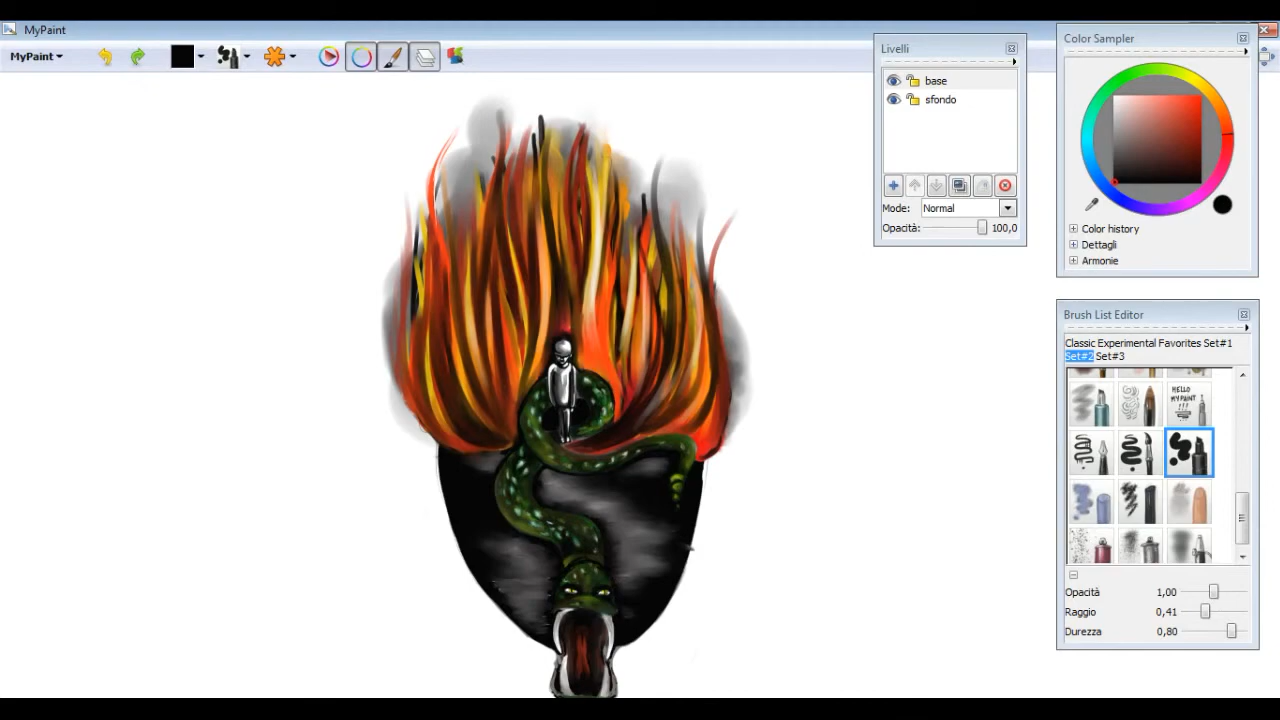 MyPaint
MyPaint
Livelli
base
sfondo
Mode: Normal
Opacità: 100,0
Color Sampler
Color history
Dettagli
Armonie
Brush List Editor
Classic Experimental Favorites Set#1
Set#2 Set#3
HELLO
MY PAINT
!!!
Opacità 1,00
Raggio 0,41
Durezza 0,80